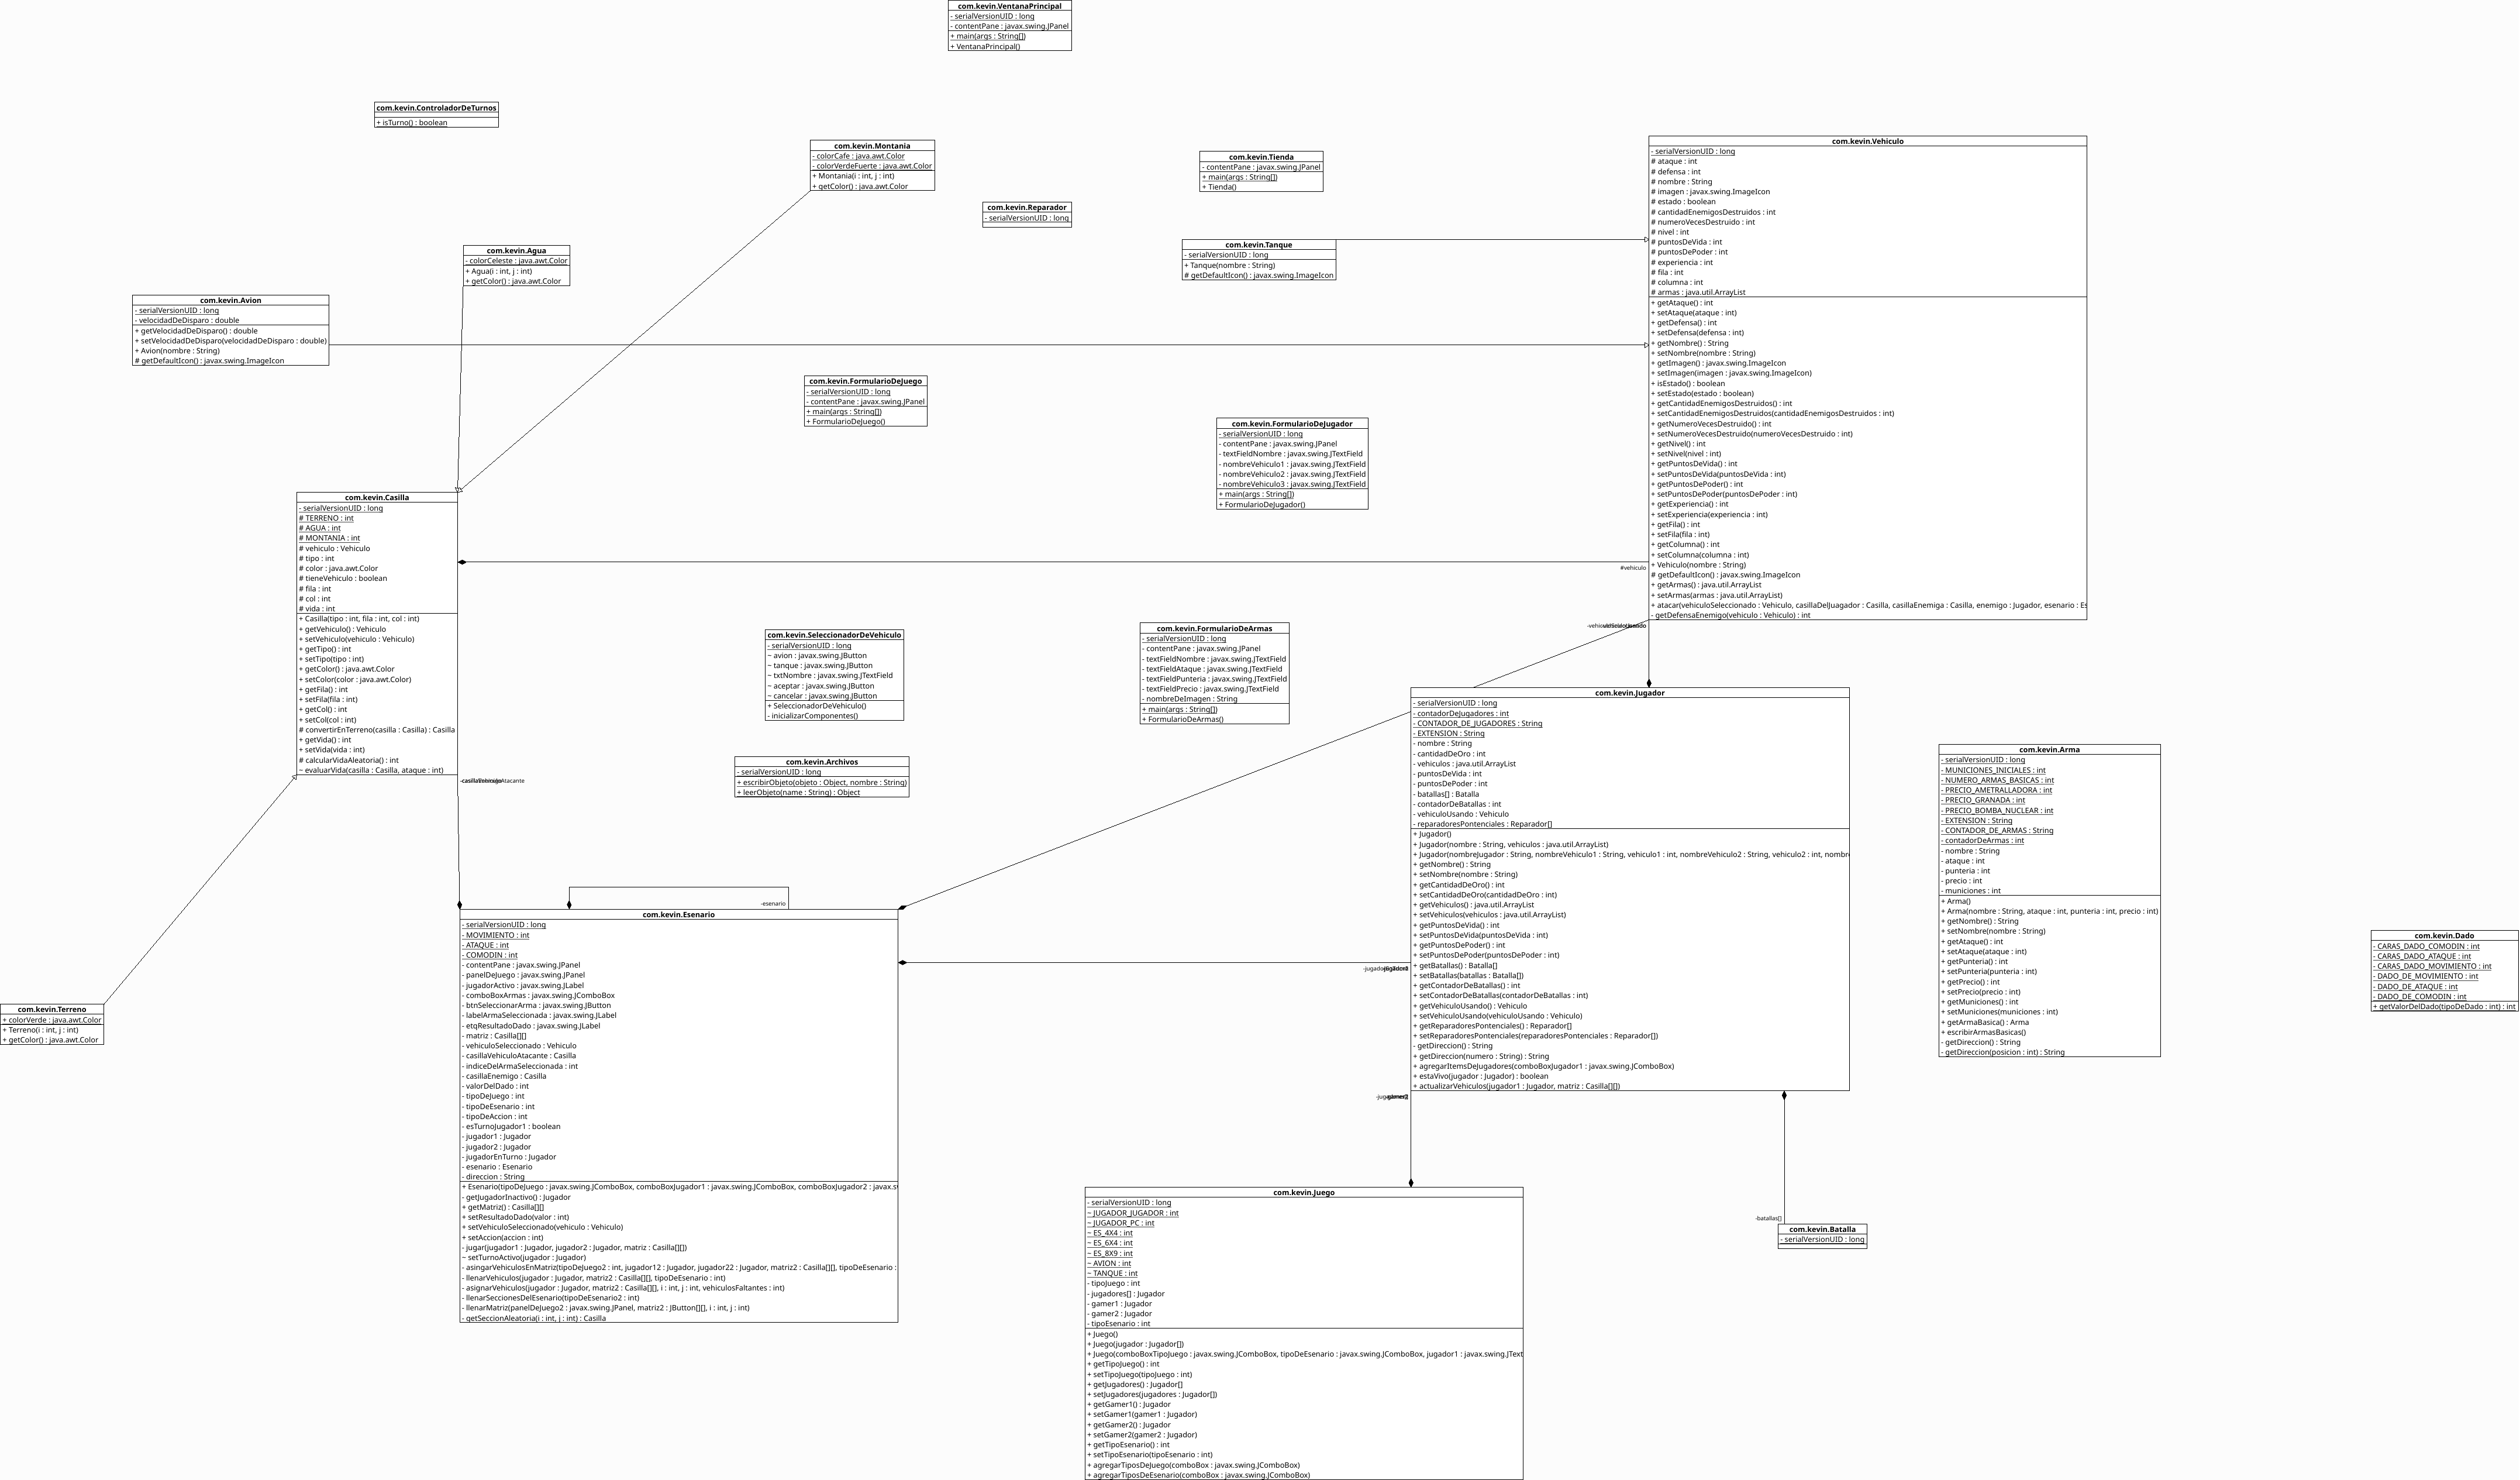 com.kevin.VentanaPrincipal
- serialVersionUID : long
- contentPane : javax.swing.JPanel
+ main(args : String[])
+ VentanaPrincipal()
com.kevin.ControladorDeTurnos
+ isTurno() : boolean
com.kevin.Montania
- colorCafe : java.awt.Color
- colorVerdeFuerte : java.awt.Color
+ Montania(i : int, j : int)
+ getColor() : java.awt.Color
com.kevin.Tienda
- contentPane : javax.swing.JPanel
+ main(args : String[])
+ Tienda()
com.kevin.Reparador
- serialVersionUID : long
com.kevin.Vehiculo
- serialVersionUID : long
# ataque : int
# defensa : int
# nombre : String
# imagen : javax.swing.ImageIcon
# estado : boolean
# cantidadEnemigosDestruidos : int
# numeroVecesDestruido : int
# nivel : int
# puntosDeVida : int
# puntosDePoder : int
# experiencia : int
# fila : int
# columna : int
# armas : java.util.ArrayList
+ getAtaque() : int
+ setAtaque(ataque : int)
+ getDefensa() : int
+ setDefensa(defensa : int)
+ getNombre() : String
+ setNombre(nombre : String)
+ getImagen() : javax.swing.ImageIcon
+ setImagen(imagen : javax.swing.ImageIcon)
+ isEstado() : boolean
+ setEstado(estado : boolean)
+ getCantidadEnemigosDestruidos() : int
+ setCantidadEnemigosDestruidos(cantidadEnemigosDestruidos : int)
+ getNumeroVecesDestruido() : int
+ setNumeroVecesDestruido(numeroVecesDestruido : int)
+ getNivel() : int
+ setNivel(nivel : int)
+ getPuntosDeVida() : int
+ setPuntosDeVida(puntosDeVida : int)
+ getPuntosDePoder() : int
+ setPuntosDePoder(puntosDePoder : int)
+ getExperiencia() : int
+ setExperiencia(experiencia : int)
+ getFila() : int
+ setFila(fila : int)
+ getColumna() : int
+ setColumna(columna : int)
+ Vehiculo(nombre : String)
# getDefaultIcon() : javax.swing.ImageIcon
+ getArmas() : java.util.ArrayList
+ setArmas(armas : java.util.ArrayList)
+ atacar(vehiculoSeleccionado : Vehiculo, casillaDelJuagador : Casilla, casillaEnemiga : Casilla, enemigo : Jugador, esenario : Es
- getDefensaEnemigo(vehiculo : Vehiculo) : int
com.kevin.Agua
- colorCeleste : java.awt.Color
+ Agua(i : int, j : int)
+ getColor() : java.awt.Color
com.kevin.Tanque
- serialVersionUID : long
+ Tanque(nombre : String)
# getDefaultIcon() : javax.swing.ImageIcon
com.kevin.Avion
- serialVersionUID : long
- velocidadDeDisparo : double
+ getVelocidadDeDisparo() : double
+ setVelocidadDeDisparo(velocidadDeDisparo : double)
+ Avion(nombre : String)
# getDefaultIcon() : javax.swing.ImageIcon
com.kevin.FormularioDeJuego
- serialVersionUID : long
- contentPane : javax.swing.JPanel
+ main(args : String[])
+ FormularioDeJuego()
com.kevin.FormularioDeJugador
- serialVersionUID : long
- contentPane : javax.swing.JPanel
- textFieldNombre : javax.swing.JTextField
- nombreVehiculo1 : javax.swing.JTextField
- nombreVehiculo2 : javax.swing.JTextField
- nombreVehiculo3 : javax.swing.JTextField
+ main(args : String[])
+ FormularioDeJugador()
com.kevin.Casilla
- serialVersionUID : long
# TERRENO : int
# AGUA : int
# MONTANIA : int
# vehiculo : Vehiculo
# tipo : int
# color : java.awt.Color
# tieneVehiculo : boolean
# fila : int
# col : int
# vida : int
+ Casilla(tipo : int, fila : int, col : int)
+ getVehiculo() : Vehiculo
+ setVehiculo(vehiculo : Vehiculo)
+ getTipo() : int
+ setTipo(tipo : int)
+ getColor() : java.awt.Color
+ setColor(color : java.awt.Color)
+ getFila() : int
+ setFila(fila : int)
+ getCol() : int
+ setCol(col : int)
# convertirEnTerreno(casilla : Casilla) : Casilla
+ getVida() : int
+ setVida(vida : int)
# calcularVidaAleatoria() : int
~ evaluarVida(casilla : Casilla, ataque : int)
#vehiculo
com.kevin.SeleccionadorDeVehiculo
- serialVersionUID : long
~ avion : javax.swing.JButton
~ tanque : javax.swing.JButton
~ txtNombre : javax.swing.JTextField
~ aceptar : javax.swing.JButton
~ cancelar : javax.swing.JButton
+ SeleccionadorDeVehiculo()
- inicializarComponentes()
com.kevin.FormularioDeArmas
- serialVersionUID : long
- contentPane : javax.swing.JPanel
- textFieldNombre : javax.swing.JTextField
- textFieldAtaque : javax.swing.JTextField
- textFieldPunteria : javax.swing.JTextField
- textFieldPrecio : javax.swing.JTextField
- nombreDeImagen : String
+ main(args : String[])
+ FormularioDeArmas()
com.kevin.Archivos
- serialVersionUID : long
+ escribirObjeto(objeto : Object, nombre : String)
+ leerObjeto(name : String) : Object
com.kevin.Jugador
- serialVersionUID : long
- contadorDeJugadores : int
- CONTADOR_DE_JUGADORES : String
- EXTENSION : String
- nombre : String
- cantidadDeOro : int
- vehiculos : java.util.ArrayList
- puntosDeVida : int
- puntosDePoder : int
- batallas[] : Batalla
- contadorDeBatallas : int
- vehiculoUsando : Vehiculo
- reparadoresPontenciales : Reparador[]
+ Jugador()
+ Jugador(nombre : String, vehiculos : java.util.ArrayList)
+ Jugador(nombreJugador : String, nombreVehiculo1 : String, vehiculo1 : int, nombreVehiculo2 : String, vehiculo2 : int, nombre
+ getNombre() : String
+ setNombre(nombre : String)
+ getCantidadDeOro() : int
+ setCantidadDeOro(cantidadDeOro : int)
+ getVehiculos() : java.util.ArrayList
+ setVehiculos(vehiculos : java.util.ArrayList)
+ getPuntosDeVida() : int
+ setPuntosDeVida(puntosDeVida : int)
+ getPuntosDePoder() : int
+ setPuntosDePoder(puntosDePoder : int)
+ getBatallas() : Batalla[]
+ setBatallas(batallas : Batalla[])
+ getContadorDeBatallas() : int
+ setContadorDeBatallas(contadorDeBatallas : int)
+ getVehiculoUsando() : Vehiculo
+ setVehiculoUsando(vehiculoUsando : Vehiculo)
+ getReparadoresPontenciales() : Reparador[]
+ setReparadoresPontenciales(reparadoresPontenciales : Reparador[])
- getDireccion() : String
+ getDireccion(numero : String) : String
+ agregarItemsDeJugadores(comboBoxJugador1 : javax.swing.JComboBox)
+ estaVivo(jugador : Jugador) : boolean
+ actualizarVehiculos(jugador1 : Jugador, matriz : Casilla[][])
com.kevin.Arma
- serialVersionUID : long
- MUNICIONES_INICIALES : int
- NUMERO_ARMAS_BASICAS : int
- PRECIO_AMETRALLADORA : int
- PRECIO_GRANADA : int
- PRECIO_BOMBA_NUCLEAR : int
- EXTENSION : String
- CONTADOR_DE_ARMAS : String
- contadorDeArmas : int
- nombre : String
- ataque : int
- punteria : int
- precio : int
- municiones : int
+ Arma()
+ Arma(nombre : String, ataque : int, punteria : int, precio : int)
+ getNombre() : String
+ setNombre(nombre : String)
+ getAtaque() : int
+ setAtaque(ataque : int)
+ getPunteria() : int
+ setPunteria(punteria : int)
+ getPrecio() : int
+ setPrecio(precio : int)
+ getMuniciones() : int
+ setMuniciones(municiones : int)
+ getArmaBasica() : Arma
+ escribirArmasBasicas()
- getDireccion() : String
- getDireccion(posicion : int) : String
com.kevin.Dado
- CARAS_DADO_COMODIN : int
- CARAS_DADO_ATAQUE : int
- CARAS_DADO_MOVIMIENTO : int
- DADO_DE_MOVIMIENTO : int
- DADO_DE_ATAQUE : int
- DADO_DE_COMODIN : int
+ getValorDelDado(tipoDeDado : int) : int
-esenario
com.kevin.Esenario
- serialVersionUID : long
- MOVIMIENTO : int
- ATAQUE : int
- COMODIN : int
- contentPane : javax.swing.JPanel
- panelDeJuego : javax.swing.JPanel
- jugadorActivo : javax.swing.JLabel
- comboBoxArmas : javax.swing.JComboBox
- btnSeleccionarArma : javax.swing.JButton
- labelArmaSeleccionada : javax.swing.JLabel
- etqResultadoDado : javax.swing.JLabel
- matriz : Casilla[][]
- vehiculoSeleccionado : Vehiculo
- casillaVehiculoAtacante : Casilla
- indiceDelArmaSeleccionada : int
- casillaEnemigo : Casilla
- valorDelDado : int
- tipoDeJuego : int
- tipoDeEsenario : int
- tipoDeAccion : int
- esTurnoJugador1 : boolean
- jugador1 : Jugador
- jugador2 : Jugador
- jugadorEnTurno : Jugador
- esenario : Esenario
- direccion : String
+ Esenario(tipoDeJuego : javax.swing.JComboBox, comboBoxJugador1 : javax.swing.JComboBox, comboBoxJugador2 : javax.s
- getJugadorInactivo() : Jugador
+ getMatriz() : Casilla[][]
+ setResultadoDado(valor : int)
+ setVehiculoSeleccionado(vehiculo : Vehiculo)
+ setAccion(accion : int)
- jugar(jugador1 : Jugador, jugador2 : Jugador, matriz : Casilla[][])
~ setTurnoActivo(jugador : Jugador)
- asingarVehiculosEnMatriz(tipoDeJuego2 : int, jugador12 : Jugador, jugador22 : Jugador, matriz2 : Casilla[][], tipoDeEsenario :
- llenarVehiculos(jugador : Jugador, matriz2 : Casilla[][], tipoDeEsenario : int)
- asignarVehiculos(jugador : Jugador, matriz2 : Casilla[][], i : int, j : int, vehiculosFaltantes : int)
- llenarSeccionesDelEsenario(tipoDeEsenario2 : int)
- llenarMatriz(panelDeJuego2 : javax.swing.JPanel, matriz2 : JButton[][], i : int, j : int)
- getSeccionAleatoria(i : int, j : int) : Casilla
com.kevin.Terreno
+ colorVerde : java.awt.Color
+ Terreno(i : int, j : int)
+ getColor() : java.awt.Color
com.kevin.Juego
- serialVersionUID : long
~ JUGADOR_JUGADOR : int
~ JUGADOR_PC : int
~ ES_4X4 : int
~ ES_6X4 : int
~ ES_8X9 : int
~ AVION : int
~ TANQUE : int
- tipoJuego : int
- jugadores[] : Jugador
- gamer1 : Jugador
- gamer2 : Jugador
- tipoEsenario : int
+ Juego()
+ Juego(jugador : Jugador[])
+ Juego(comboBoxTipoJuego : javax.swing.JComboBox, tipoDeEsenario : javax.swing.JComboBox, jugador1 : javax.swing.JText
+ getTipoJuego() : int
+ setTipoJuego(tipoJuego : int)
+ getJugadores() : Jugador[]
+ setJugadores(jugadores : Jugador[])
+ getGamer1() : Jugador
+ setGamer1(gamer1 : Jugador)
+ getGamer2() : Jugador
+ setGamer2(gamer2 : Jugador)
+ getTipoEsenario() : int
+ setTipoEsenario(tipoEsenario : int)
+ agregarTiposDeJuego(comboBox : javax.swing.JComboBox)
+ agregarTiposDeEsenario(comboBox : javax.swing.JComboBox)
-batallas[]
com.kevin.Batalla
- serialVersionUID : long